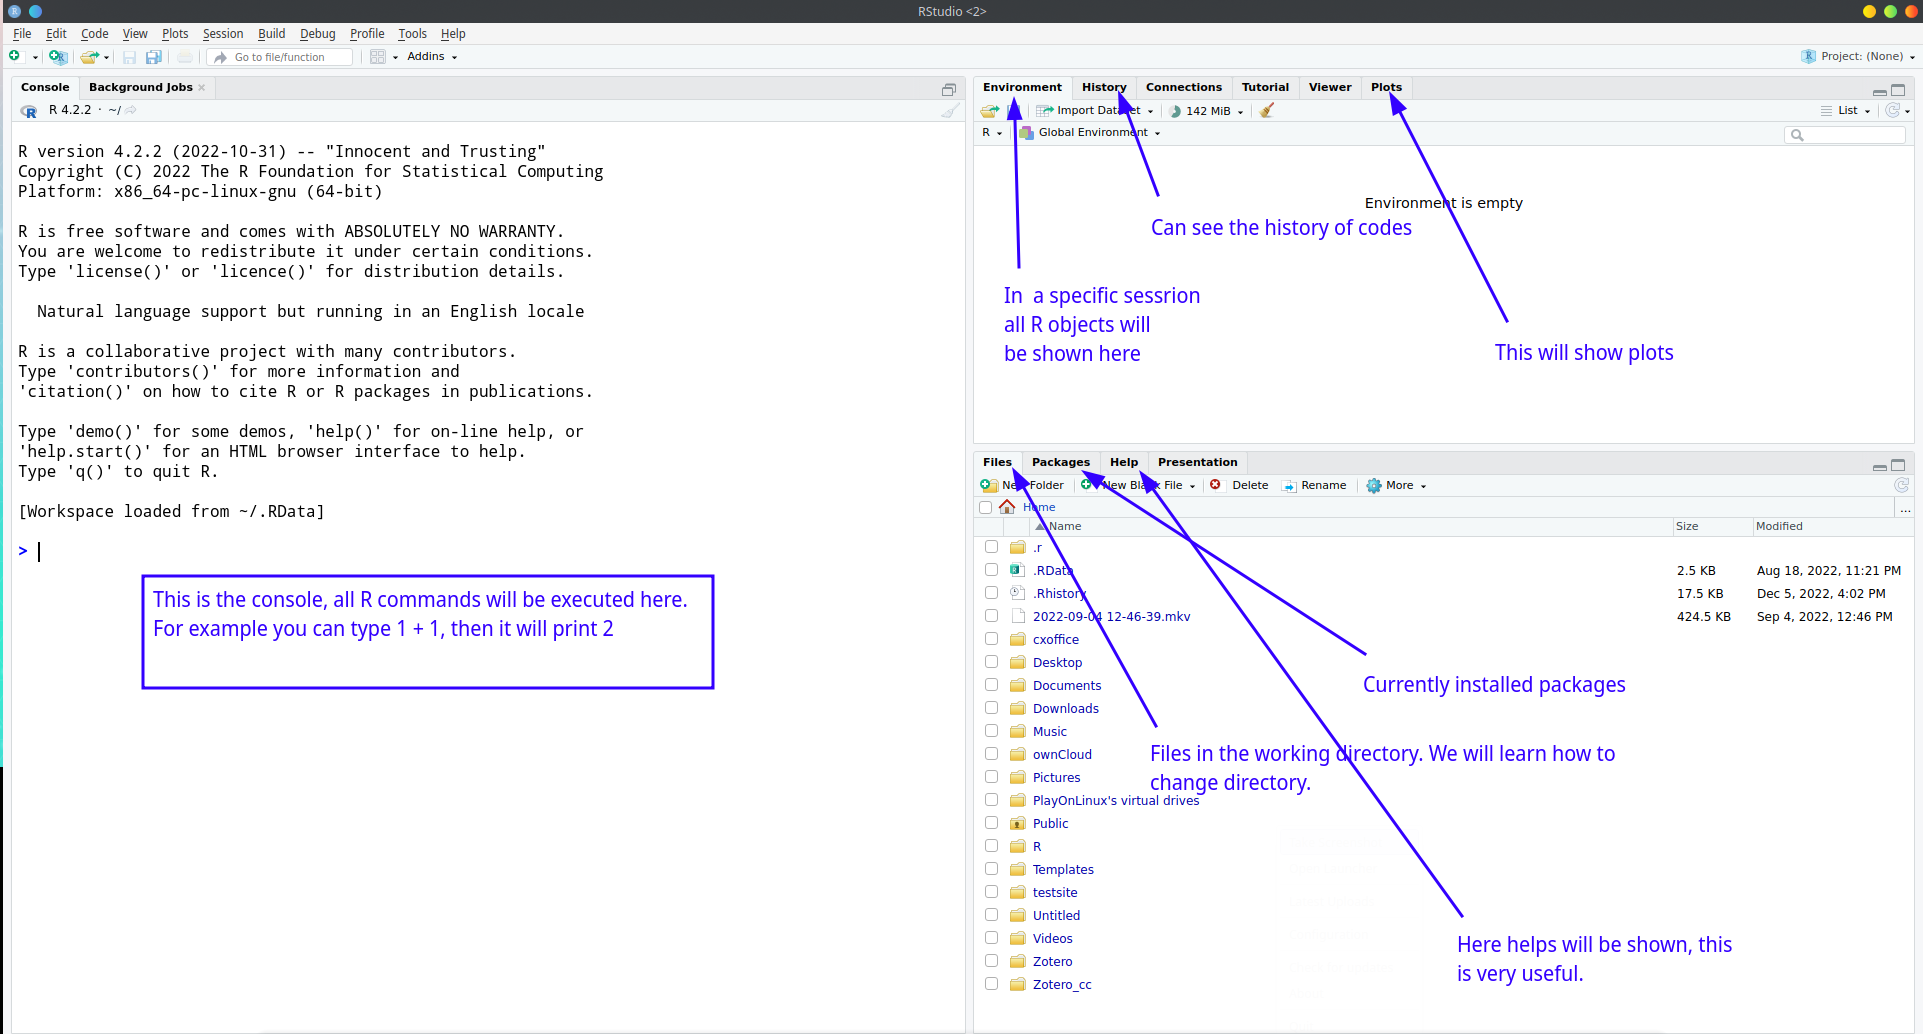 RStudio <2>
File Edit Code View Plots Session Build Debug Profile Tools Help
Go to file/function Addins Project: (None)
Console Background Jobs
R 4.2.2 · ~/
R version 4.2.2 (2022-10-31) -- "Innocent and Trusting"
Copyright (C) 2022 The R Foundation for Statistical Computing
Platform: x86_64-pc-linux-gnu (64-bit)
R is free software and comes with ABSOLUTELY NO WARRANTY.
You are welcome to redistribute it under certain conditions.
Type 'license()' or 'licence()' for distribution details.
Natural language support but running in an English locale
R is a collaborative project with many contributors.
Type 'contributors()' for more information and
'citation()' on how to cite R or R packages in publications.
Type 'demo()' for some demos, 'help()' for on-line help, or
'help.start()' for an HTML browser interface to help.
Type 'q()' to quit R.
[Workspace loaded from ~/.RData]
>
This is the console, all R commands will be executed here.
For example you can type 1 + 1, then it will print 2
Environment History Connections Tutorial Viewer Plots
Import Dataset 142 MiB List
R Global Environment
Environment is empty
Can see the history of codes
In a specific sessrion
all R objects will
be shown here
This will show plots
Files Packages Help Presentation
New Folder New Blank File Delete Rename More
Home ...
Name Size Modified
.r
.RData 2.5 KB Aug 18, 2022, 11:21 PM
.Rhistory 17.5 KB Dec 5, 2022, 4:02 PM
2022-09-04 12-46-39.mkv 424.5 KB Sep 4, 2022, 12:46 PM
cxoffice
Desktop
Documents
Downloads
Music
ownCloud
Pictures
PlayOnLinux's virtual drives
Public
R
Templates
testsite
Untitled
Videos
Zotero
Zotero_cc
Currently installed packages
Files in the working directory. We will learn how to
change directory.
Here helps will be shown, this
is very useful.